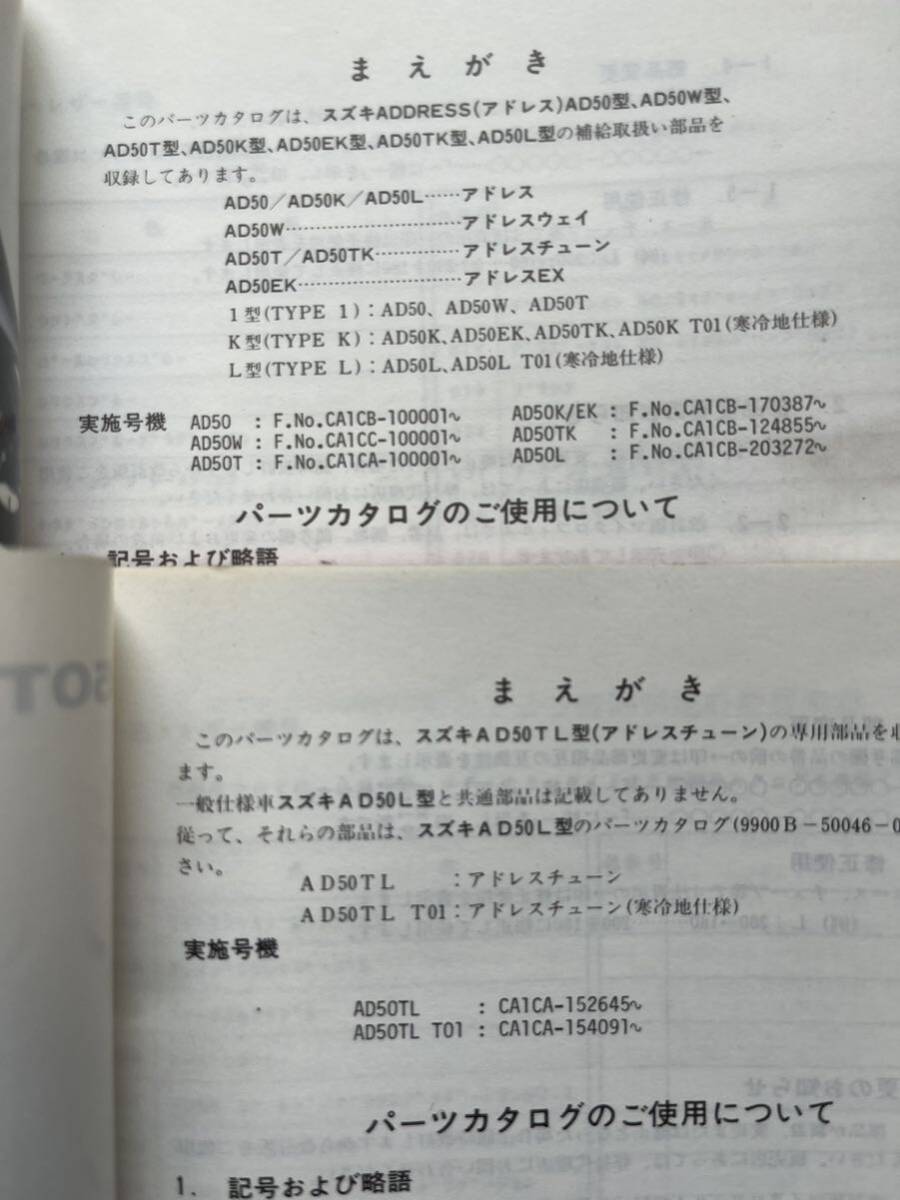 まえがき
このパーツカタログは、スズキADDRESS(アドレス)AD50型、AD50W型、
AD50T型、AD50K型、AD50EK型、AD50TK型、AD50L型の補給取扱い部品を
収録してあります。
AD50／AD50K／AD50L……アドレス
AD50W……………………………アドレスウェイ
AD50T／AD50TK……………アドレスチューン
AD50EK…………………………アドレスEX
1型(TYPE 1)：AD50、AD50W、AD50T
K型(TYPE K)：AD50K、AD50EK、AD50TK、AD50K T01(寒冷地仕様)
L型(TYPE L)：AD50L、AD50L T01(寒冷地仕様)
実施号機 AD50 : F.No.CA1CB-100001~ AD50K/EK : F.No.CA1CB-170387~
AD50W : F.No.CA1CC-100001~ AD50TK : F.No.CA1CB-124855~
AD50T : F.No.CA1CA-100001~ AD50L : F.No.CA1CB-203272~
パーツカタログのご使用について
記号および略語
50T
まえがき
このパーツカタログは、スズキAD50TL型(アドレスチューン)の専用部品を収
ます。
一般仕様車スズキAD50L型と共通部品は記載してありません。
従って、それらの部品は、スズキAD50L型のパーツカタログ(9900B－50046－0
さい。
AD50TL ：アドレスチューン
AD50TL T01：アドレスチューン(寒冷地仕様)
実施号機
AD50TL : CA1CA-152645~
AD50TL T01 : CA1CA-154091~
パーツカタログのご使用について
1. 記号および略語